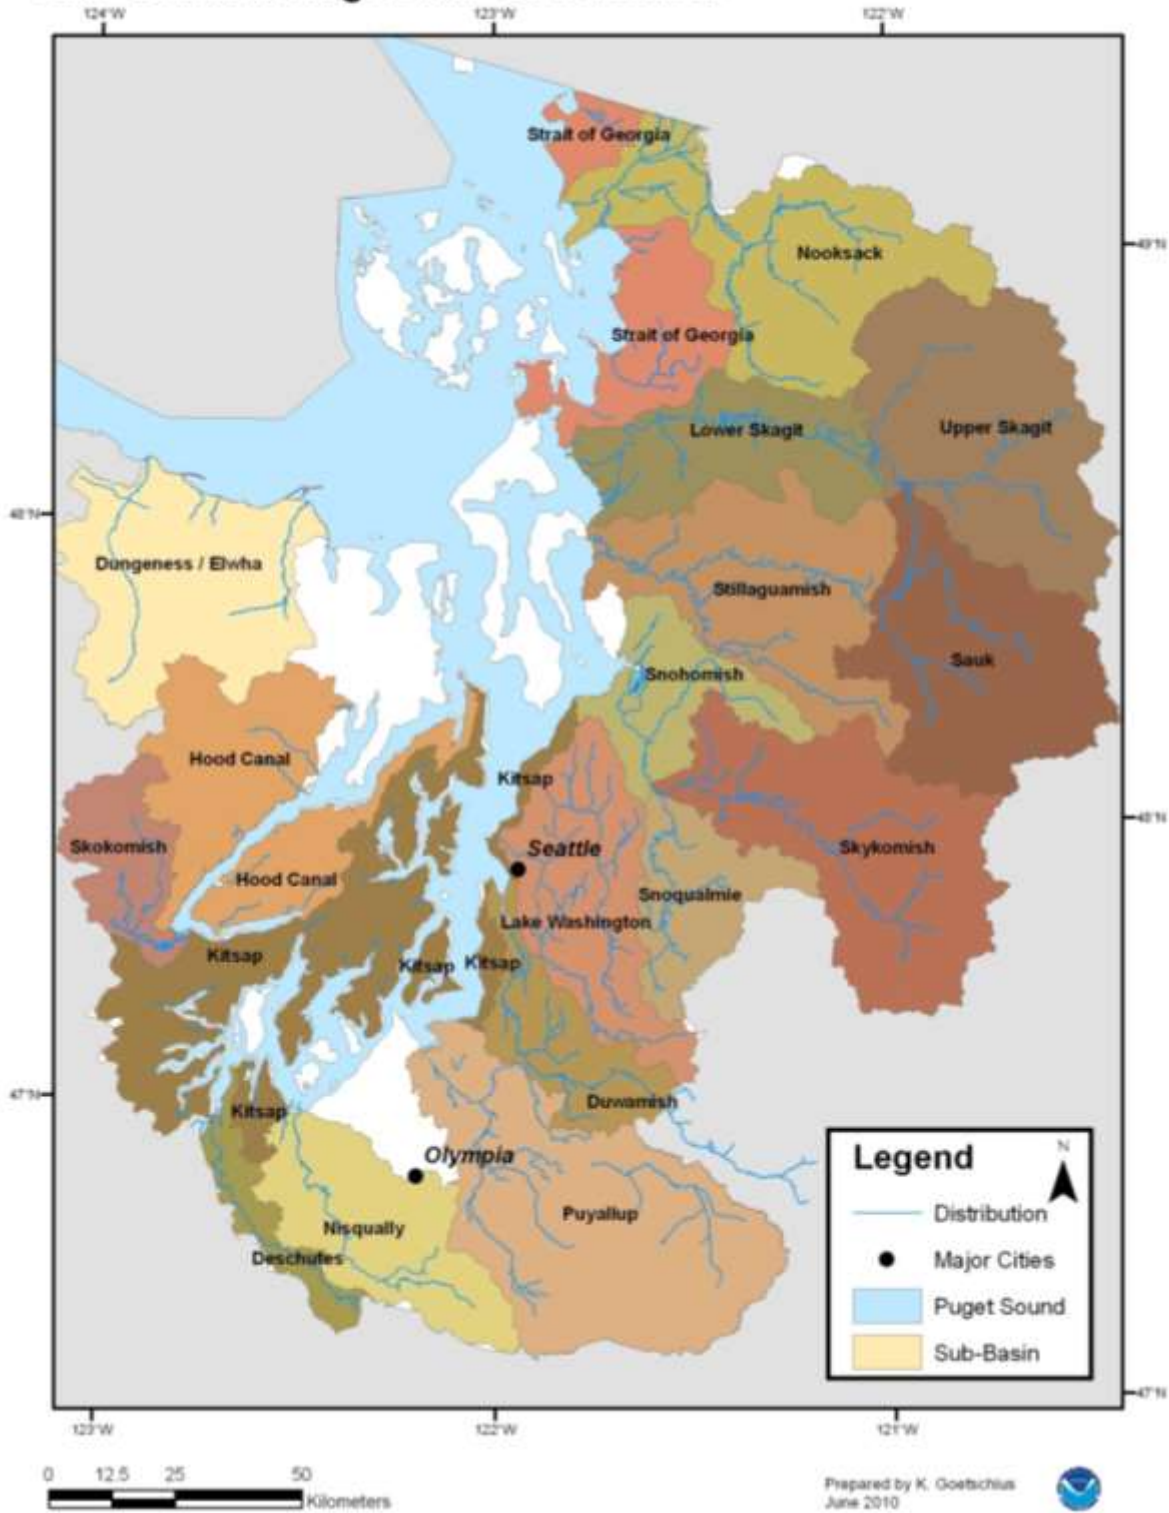 124°W 123°W 122°W
Strait of Georgia
49°N
Nooksack
Strait of Georgia
Lower Skagit
Upper Skagit
48°N
Dungeness / Elwha
Stillaguamish
Sauk
Snohomish
Hood Canal
Kitsap
48°N
Skokomish
Seattle
Skykomish
Hood Canal
Snoqualmie
Lake Washington
Kitsap
Kitsap
Kitsap
47°N
Kitsap
Duwamish
Olympia
Puyallup
Nisqually
Deschutes
Legend
N
Distribution
Major Cities
Puget Sound
Sub-Basin
47°N
123°W 122°W 121°W
0 12.5 25 50
Kilometers
Prepared by K. Goetschius
June 2010